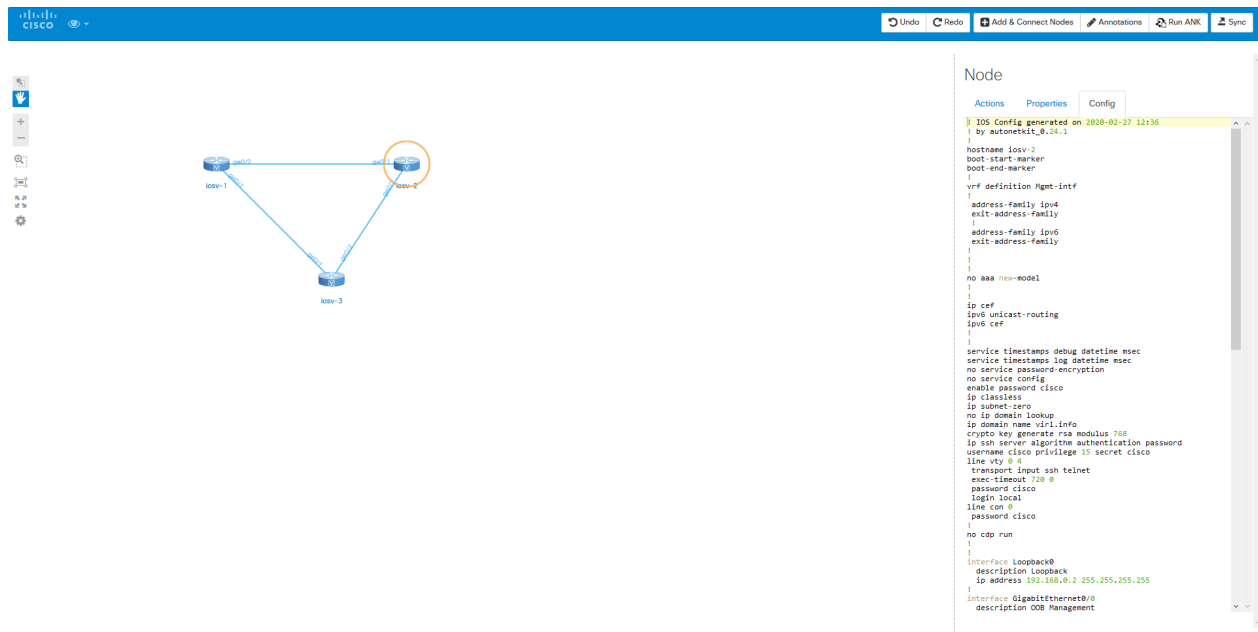 CISCO
Undo
Redo
Add & Connect Nodes
Annotations
Run ANK
Sync
Node
Actions
Properties
Config
! IOS Config generated on 2020-02-27 12:36
! by autonetkit_0.24.1
!
hostname iosv-2
boot-start-marker
boot-end-marker
!
vrf definition Mgmt-intf
!
address-family ipv4
exit-address-family
!
address-family ipv6
exit-address-family
!
!
!
no aaa new-model
!
!
ip cef
ipv6 unicast-routing
ipv6 cef
!
!
service timestamps debug datetime msec
service timestamps log datetime msec
no service password-encryption
no service config
enable password cisco
ip classless
ip subnet-zero
no ip domain lookup
ip domain name virl.info
crypto key generate rsa modulus 768
ip ssh server algorithm authentication password
username cisco privilege 15 secret cisco
line vty 0 4
transport input ssh telnet
exec-timeout 720 0
password cisco
login local
line con 0
password cisco
!
no cdp run
!
!
interface Loopback0
description Loopback
ip address 192.168.0.2 255.255.255.255
!
interface GigabitEthernet0/0
description OOB Management
iosv-1
iosv-2
iosv-3